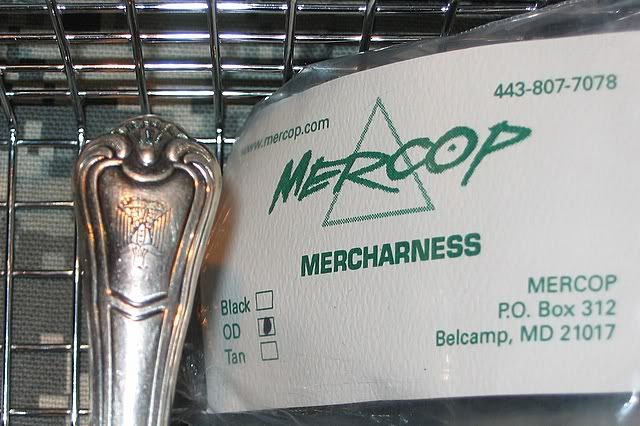 443-807-7078
www.mercop.com
MERCOP
MERCHARNESS
Black
OD
Tan
MERCOP
P.O. Box 312
Belcamp, MD 21017